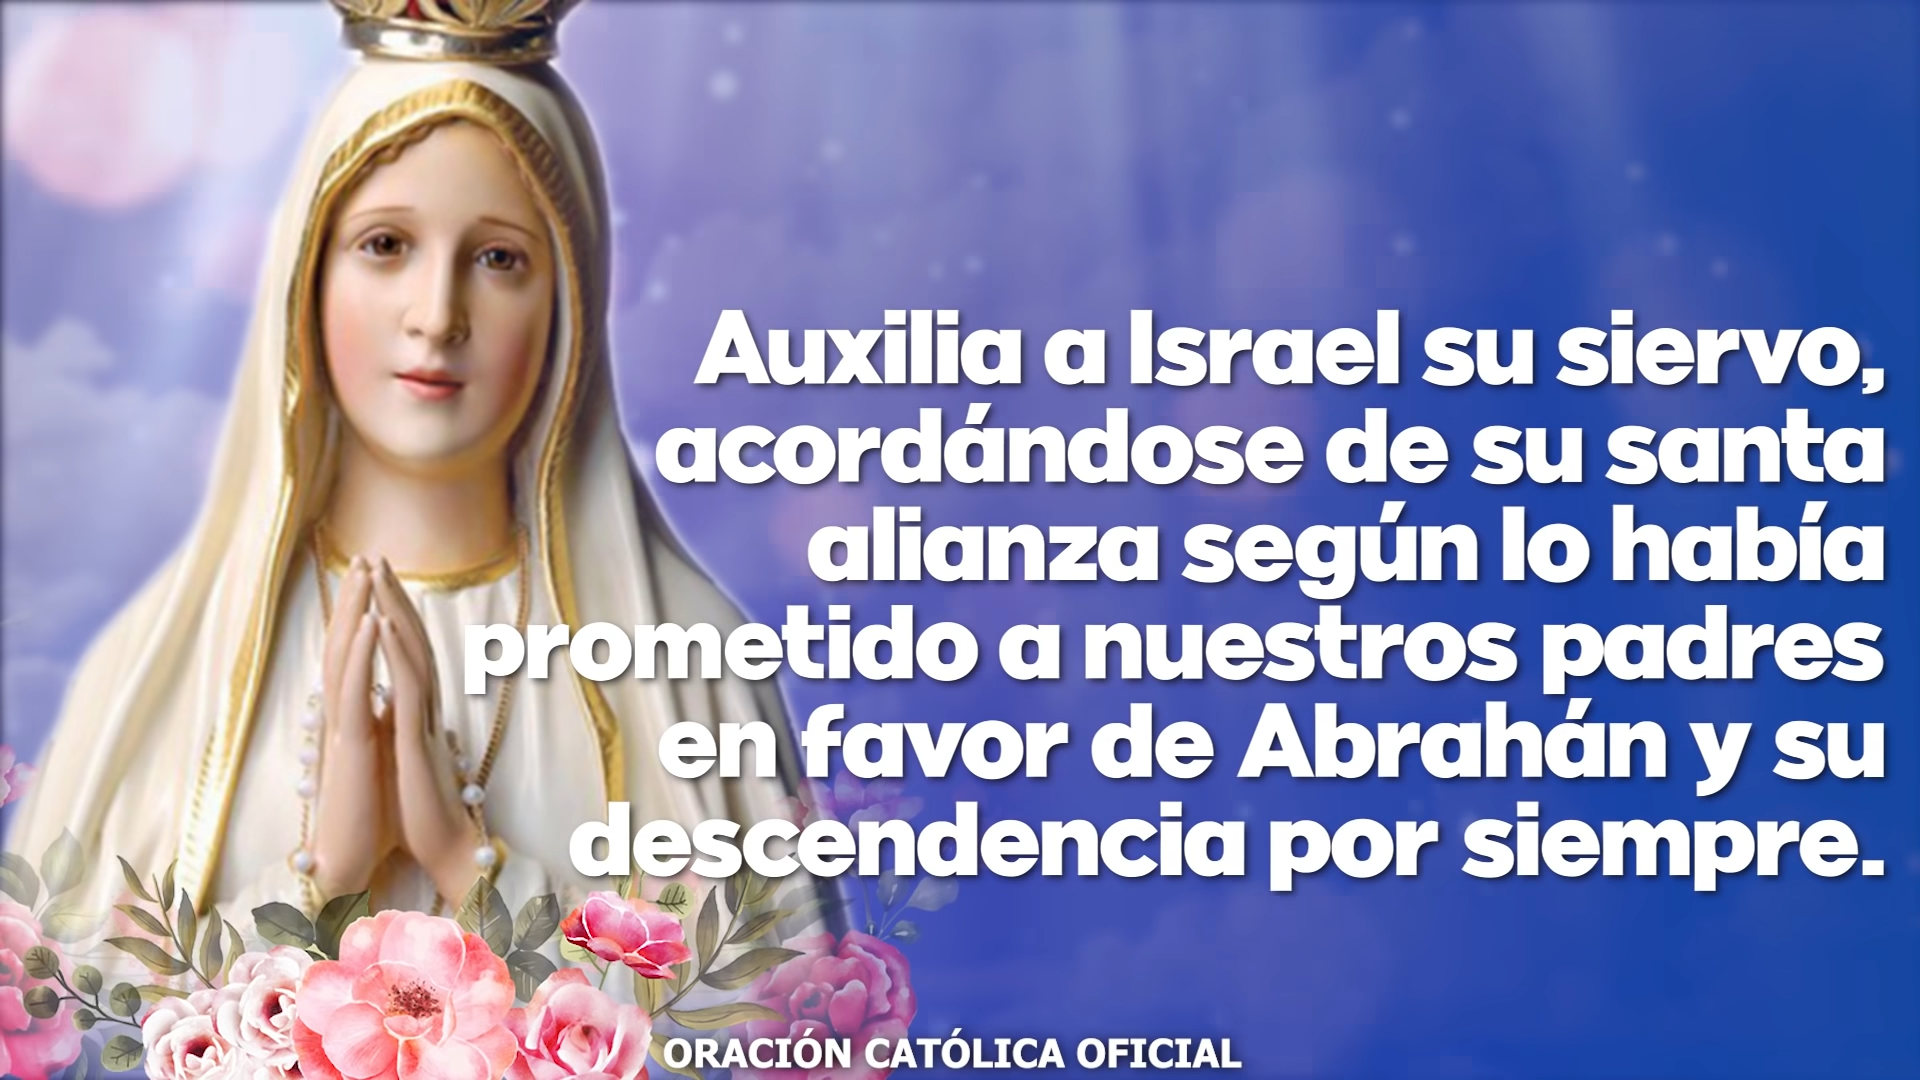 Auxilia a Israel su siervo,
acordándose de su santa
alianza según lo había
prometido a nuestros padres
en favor de Abrahán y su
descendencia por siempre.
ORACIÓN CATÓLICA OFICIAL